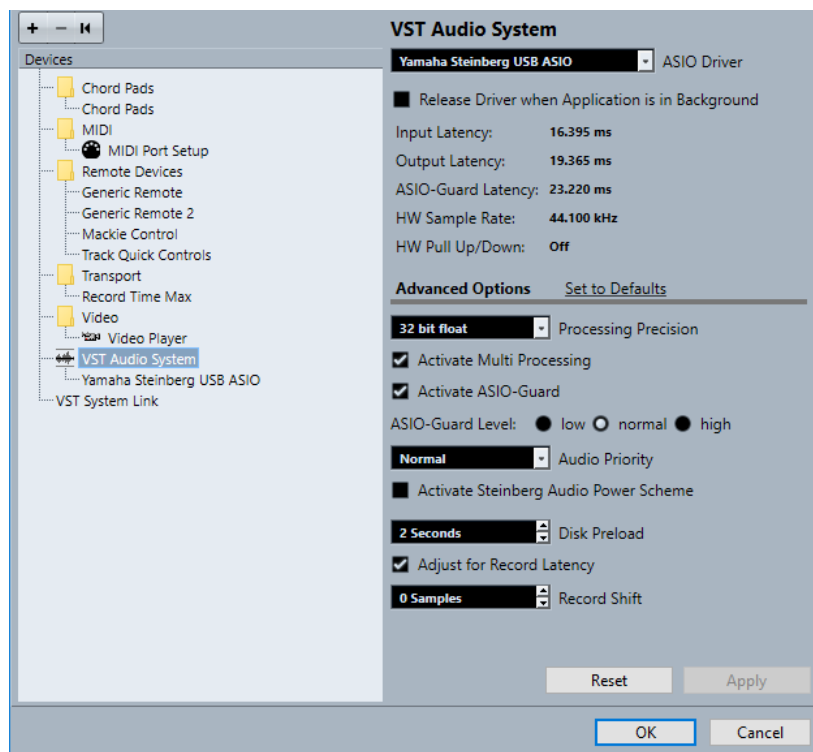 Devices
Chord Pads
Chord Pads
MIDI
MIDI Port Setup
Remote Devices
Generic Remote
Generic Remote 2
Mackie Control
Track Quick Controls
Transport
Record Time Max
Video
Video Player
VST Audio System
Yamaha Steinberg USB ASIO
VST System Link
VST Audio System
Yamaha Steinberg USB ASIO ASIO Driver
Release Driver when Application is in Background
Input Latency: 16.395 ms
Output Latency: 19.365 ms
ASIO-Guard Latency: 23.220 ms
HW Sample Rate: 44.100 kHz
HW Pull Up/Down: Off
Advanced Options Set to Defaults
32 bit float Processing Precision
Activate Multi Processing
Activate ASIO-Guard
ASIO-Guard Level: low normal high
Normal Audio Priority
Activate Steinberg Audio Power Scheme
2 Seconds Disk Preload
Adjust for Record Latency
0 Samples Record Shift
Reset Apply
OK Cancel